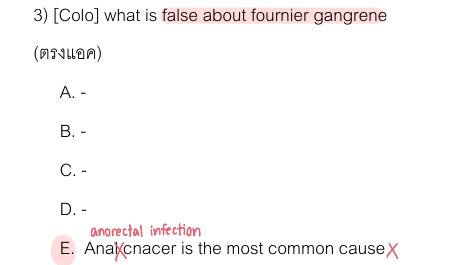 3) [Colo] what is false about fournier gangrene
(ตรงแอค)
A. -
B. -
C. -
D. -
anorectal infection
E. Anal cnacer is the most common cause X